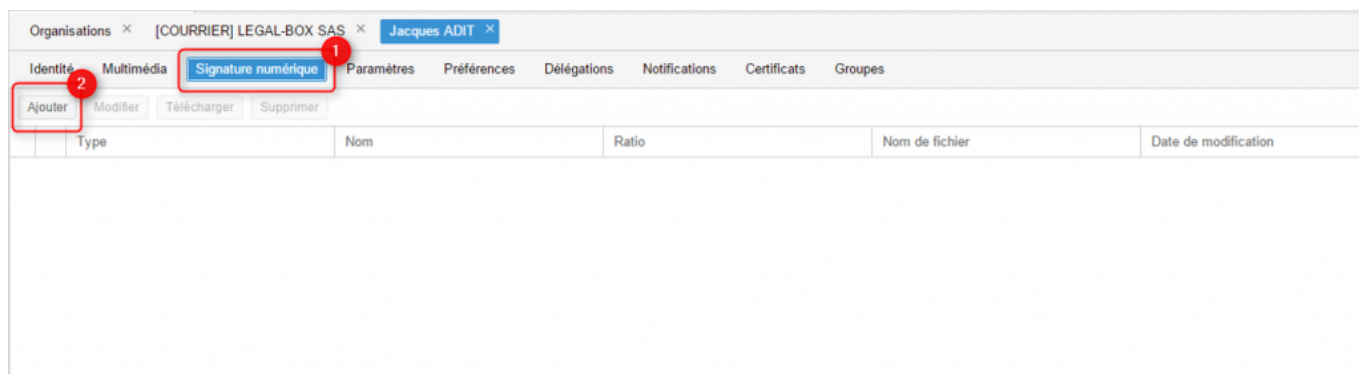 Organisations × [COURRIER] LEGAL-BOX SAS × Jacques ADIT ×
1
Identité Multimédia Signature numérique Paramètres Préférences Délégations Notifications Certificats Groupes
2
Ajouter Modifier Télécharger Supprimer
Type Nom Ratio Nom de fichier Date de modification